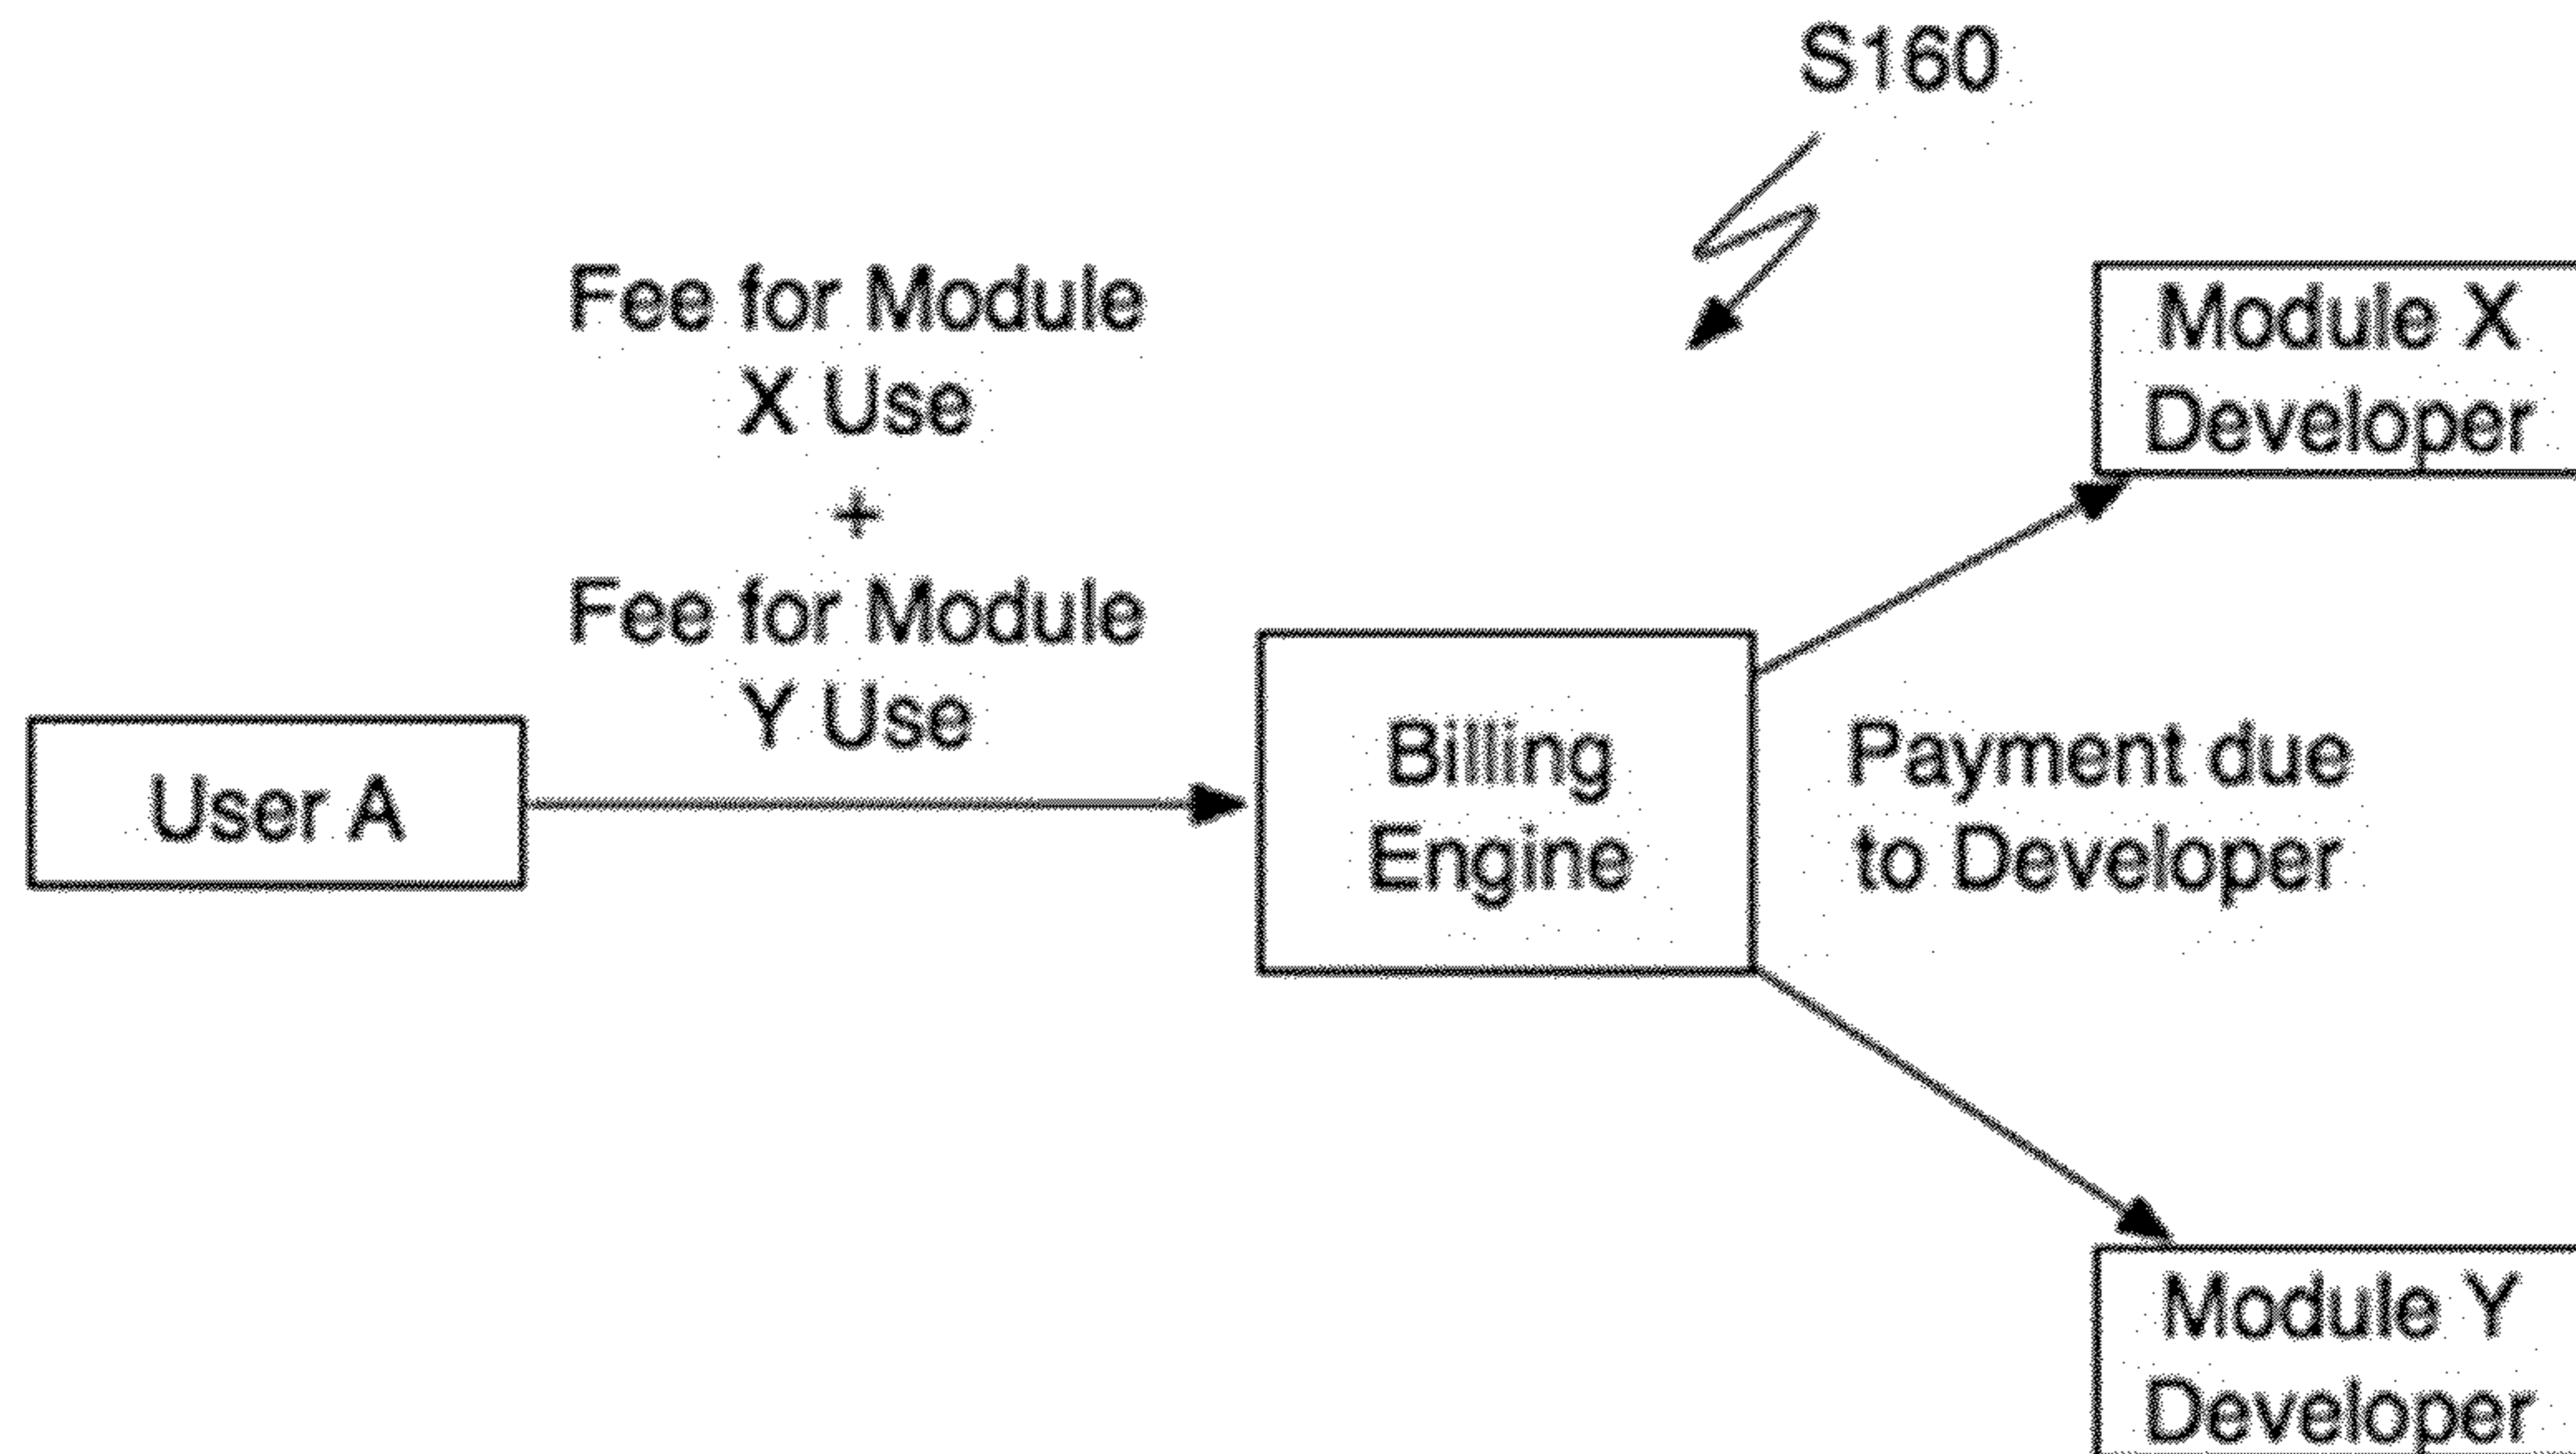 S160
Fee for Module
X Use
+
Fee for Module
Y Use
User A
Billing
Engine
Module X
Developer
Payment due
to Developer
Module Y
Developer